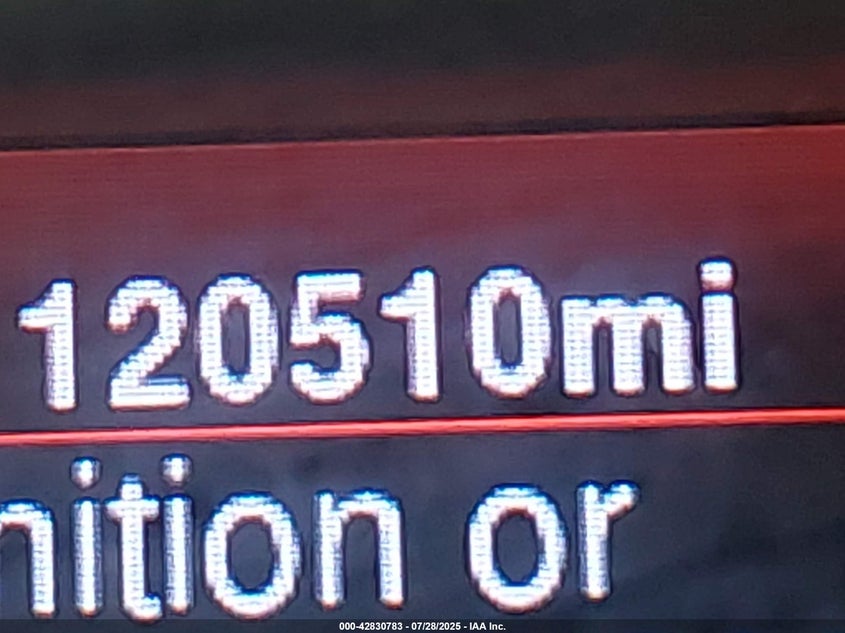 120510mi
nition or
000-42830783 - 07/28/2025 - IAA Inc.